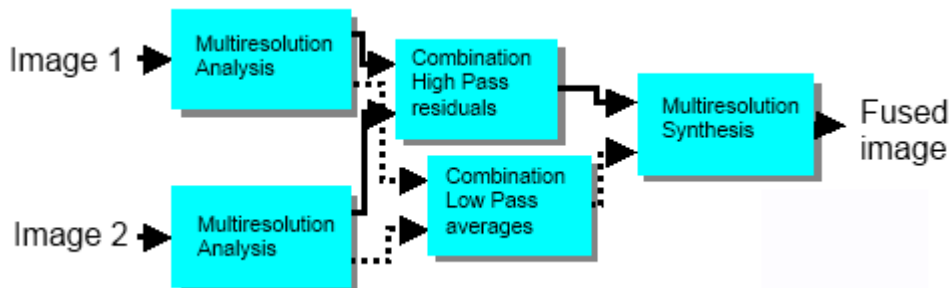 Image 1
Multiresolution
Analysis
Combination
High Pass
residuals
Multiresolution
Synthesis
Fused
image
Combination
Low Pass
averages
Image 2
Multiresolution
Analysis